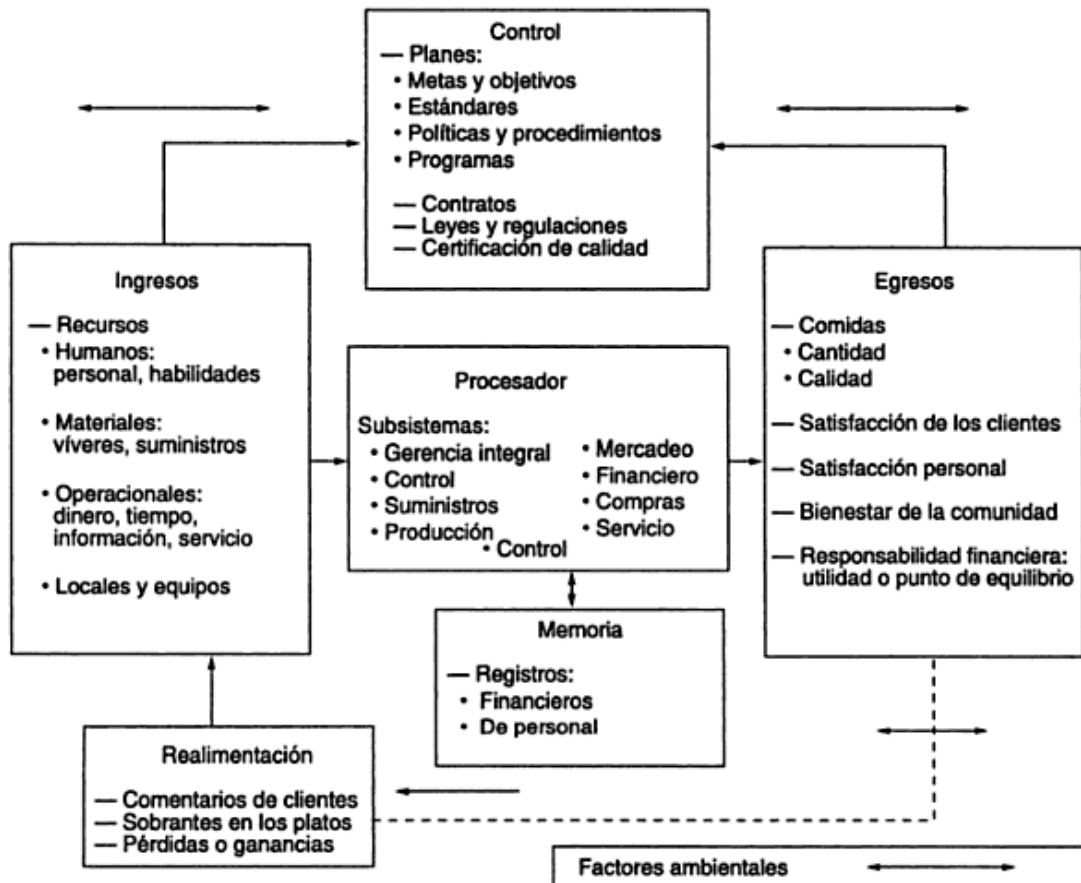 Control
— Planes:
• Metas y objetivos
• Estándares
• Políticas y procedimientos
• Programas
— Contratos
— Leyes y regulaciones
— Certificación de calidad
Ingresos
— Recursos
• Humanos:
personal, habilidades
• Materiales:
víveres, suministros
• Operacionales:
dinero, tiempo,
información, servicio
• Locales y equipos
Procesador
Subsistemas:
• Gerencia integral
• Control
• Suministros
• Producción
• Mercadeo
• Financiero
• Compras
• Servicio
• Control
Egresos
— Comidas
• Cantidad
• Calidad
— Satisfacción de los clientes
— Satisfacción personal
— Bienestar de la comunidad
— Responsabilidad financiera:
utilidad o punto de equilibrio
Memoria
— Registros:
• Financieros
• De personal
Realimentación
— Comentarios de clientes
— Sobrantes en los platos
— Pérdidas o ganancias
Factores ambientales